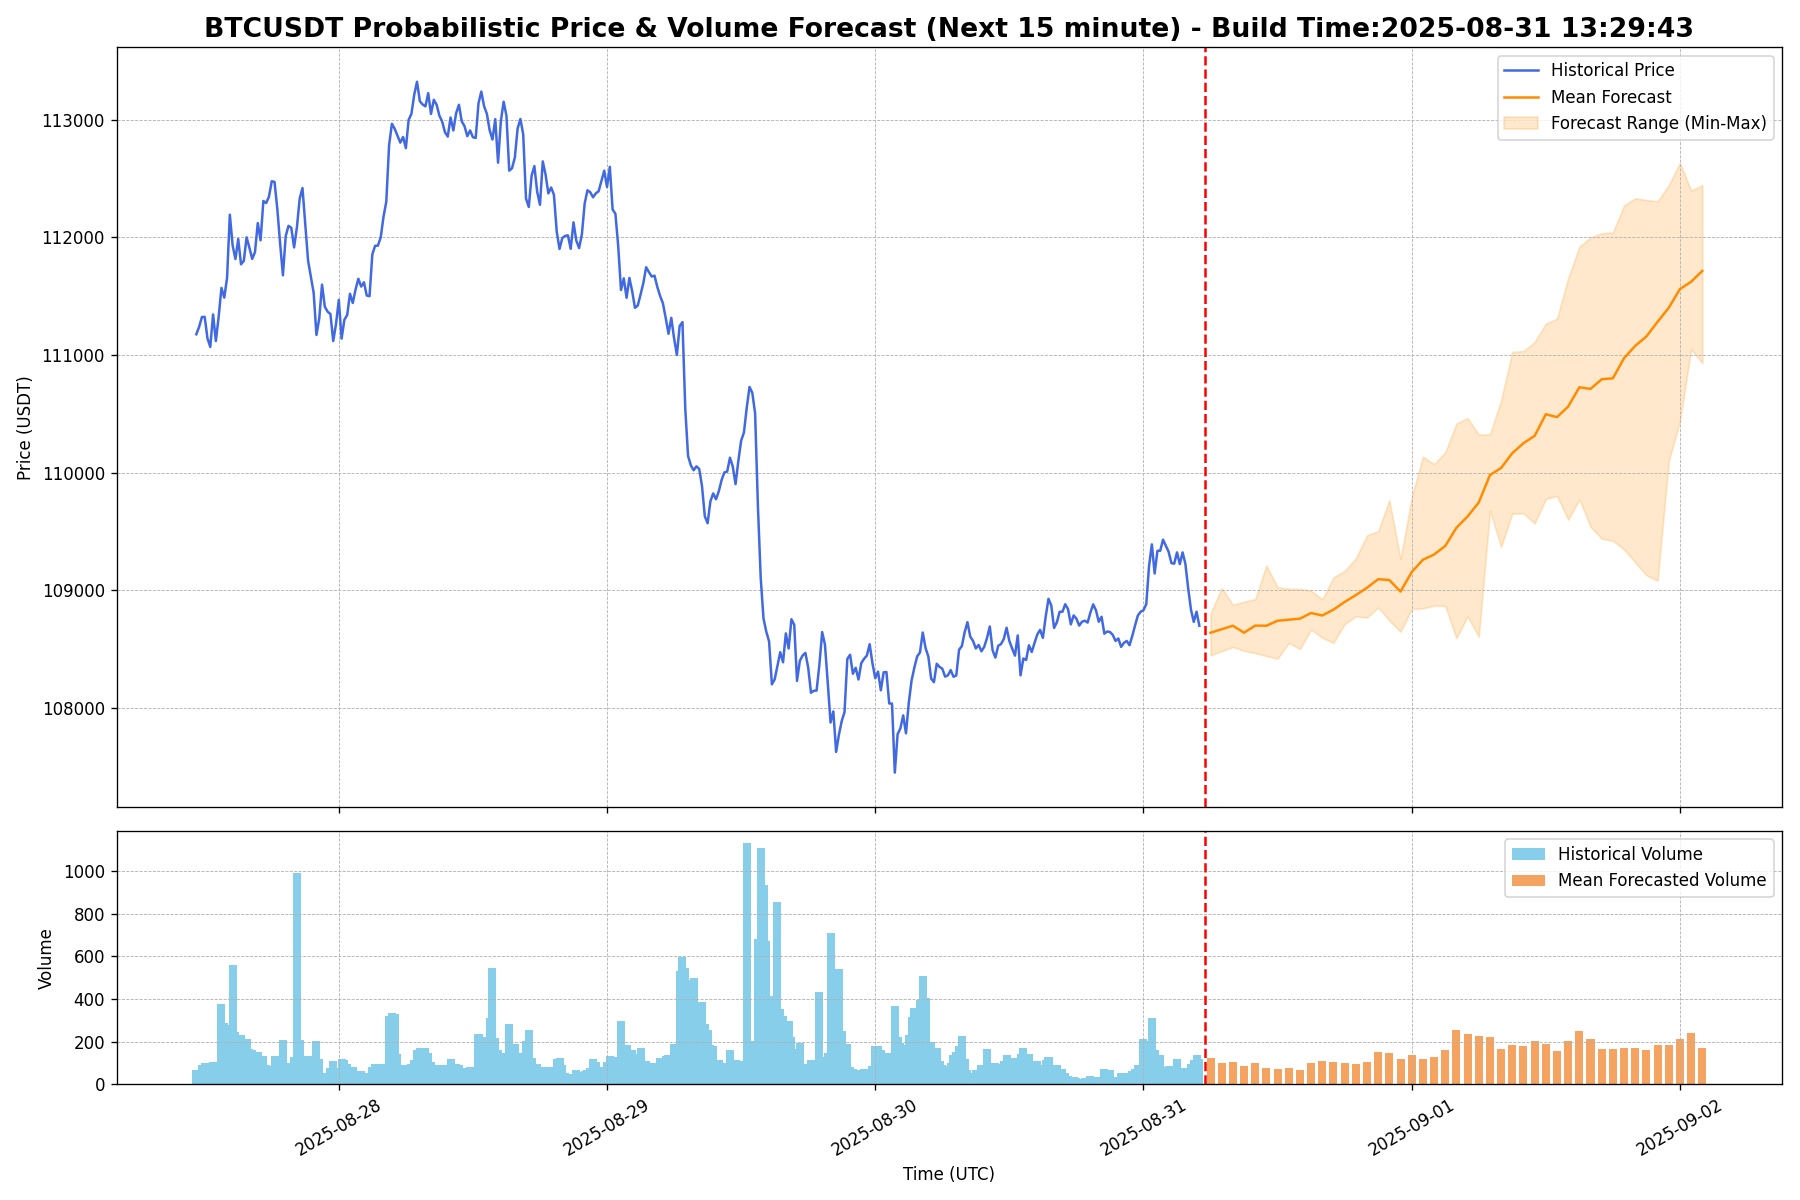 BTCUSDT Probabilistic Price & Volume Forecast (Next 15 minute) - Build Time:2025-08-31 13:29:43
Historical Price
Mean Forecast
Forecast Range (Min-Max)
113000
112000
111000
110000
109000
108000
Price (USDT)
Historical Volume
Mean Forecasted Volume
1000
800
600
400
200
0
Volume
2025-08-28
2025-08-29
2025-08-30
2025-08-31
2025-09-01
2025-09-02
Time (UTC)